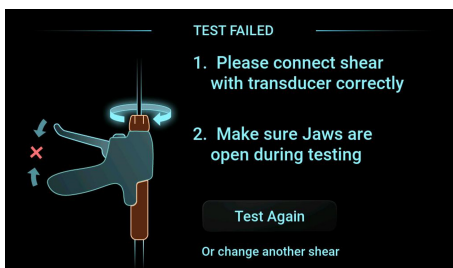 TEST FAILED
1. Please connect shear
with transducer correctly
2. Make sure Jaws are
open during testing
Test Again
Or change another shear